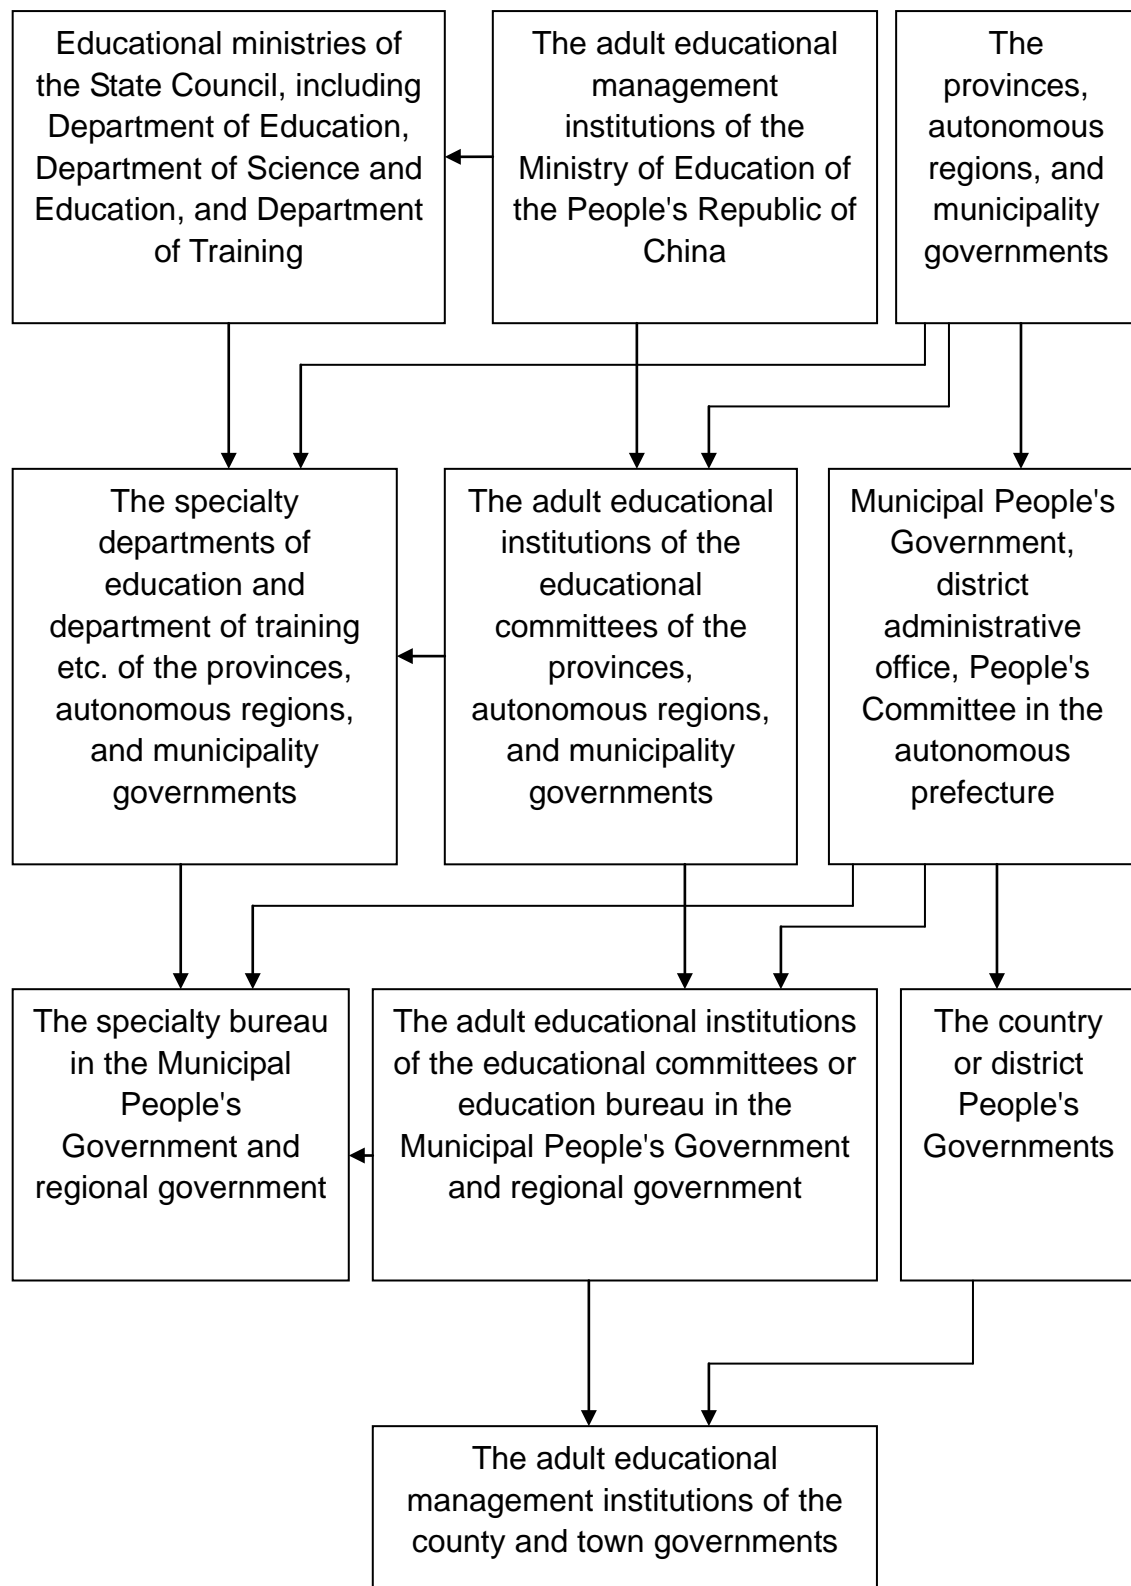 Educational ministries of
the State Council, including
Department of Education,
Department of Science and
Education, and Department
of Training
The adult educational
management
institutions of the
Ministry of Education of
the People's Republic of
China
The
provinces,
autonomous
regions, and
municipality
governments
The specialty
departments of
education and
department of training
etc. of the provinces,
autonomous regions,
and municipality
governments
The adult educational
institutions of the
educational
committees of the
provinces,
autonomous regions,
and municipality
governments
Municipal People's
Government,
district
administrative
office, People's
Committee in the
autonomous
prefecture
The specialty bureau
in the Municipal
People's
Government and
regional government
The adult educational institutions
of the educational committees or
education bureau in the
Municipal People's Government
and regional government
The country
or district
People's
Governments
The adult educational
management institutions of the
county and town governments